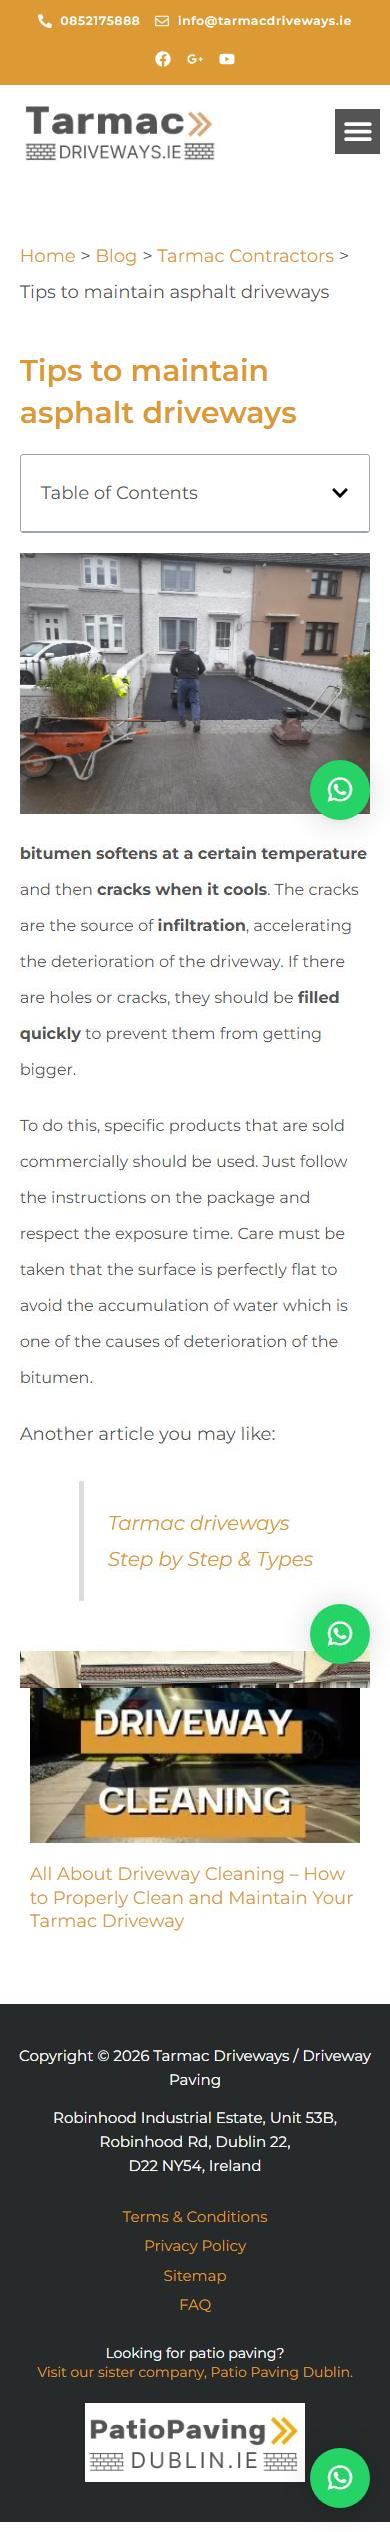 0852175888 info@tarmacdriveways.ie
Tarmac
DRIVEWAYS.IE
Home > Blog > Tarmac Contractors >
Tips to maintain asphalt driveways
Tips to maintain
asphalt driveways
Table of Contents
bitumen softens at a certain temperature
and then cracks when it cools. The cracks
are the source of infiltration, accelerating
the deterioration of the driveway. If there
are holes or cracks, they should be filled
quickly to prevent them from getting
bigger.
To do this, specific products that are sold
commercially should be used. Just follow
the instructions on the package and
respect the exposure time. Care must be
taken that the surface is perfectly flat to
avoid the accumulation of water which is
one of the causes of deterioration of the
bitumen.
Another article you may like:
Tarmac driveways
Step by Step & Types
DRIVEWAY
CLEANING
All About Driveway Cleaning – How
to Properly Clean and Maintain Your
Tarmac Driveway
Copyright © 2026 Tarmac Driveways / Driveway
Paving
Robinhood Industrial Estate, Unit 53B,
Robinhood Rd, Dublin 22,
D22 NY54, Ireland
Terms & Conditions
Privacy Policy
Sitemap
FAQ
Looking for patio paving?
Visit our sister company, Patio Paving Dublin.
PatioPaving
DUBLIN.IE